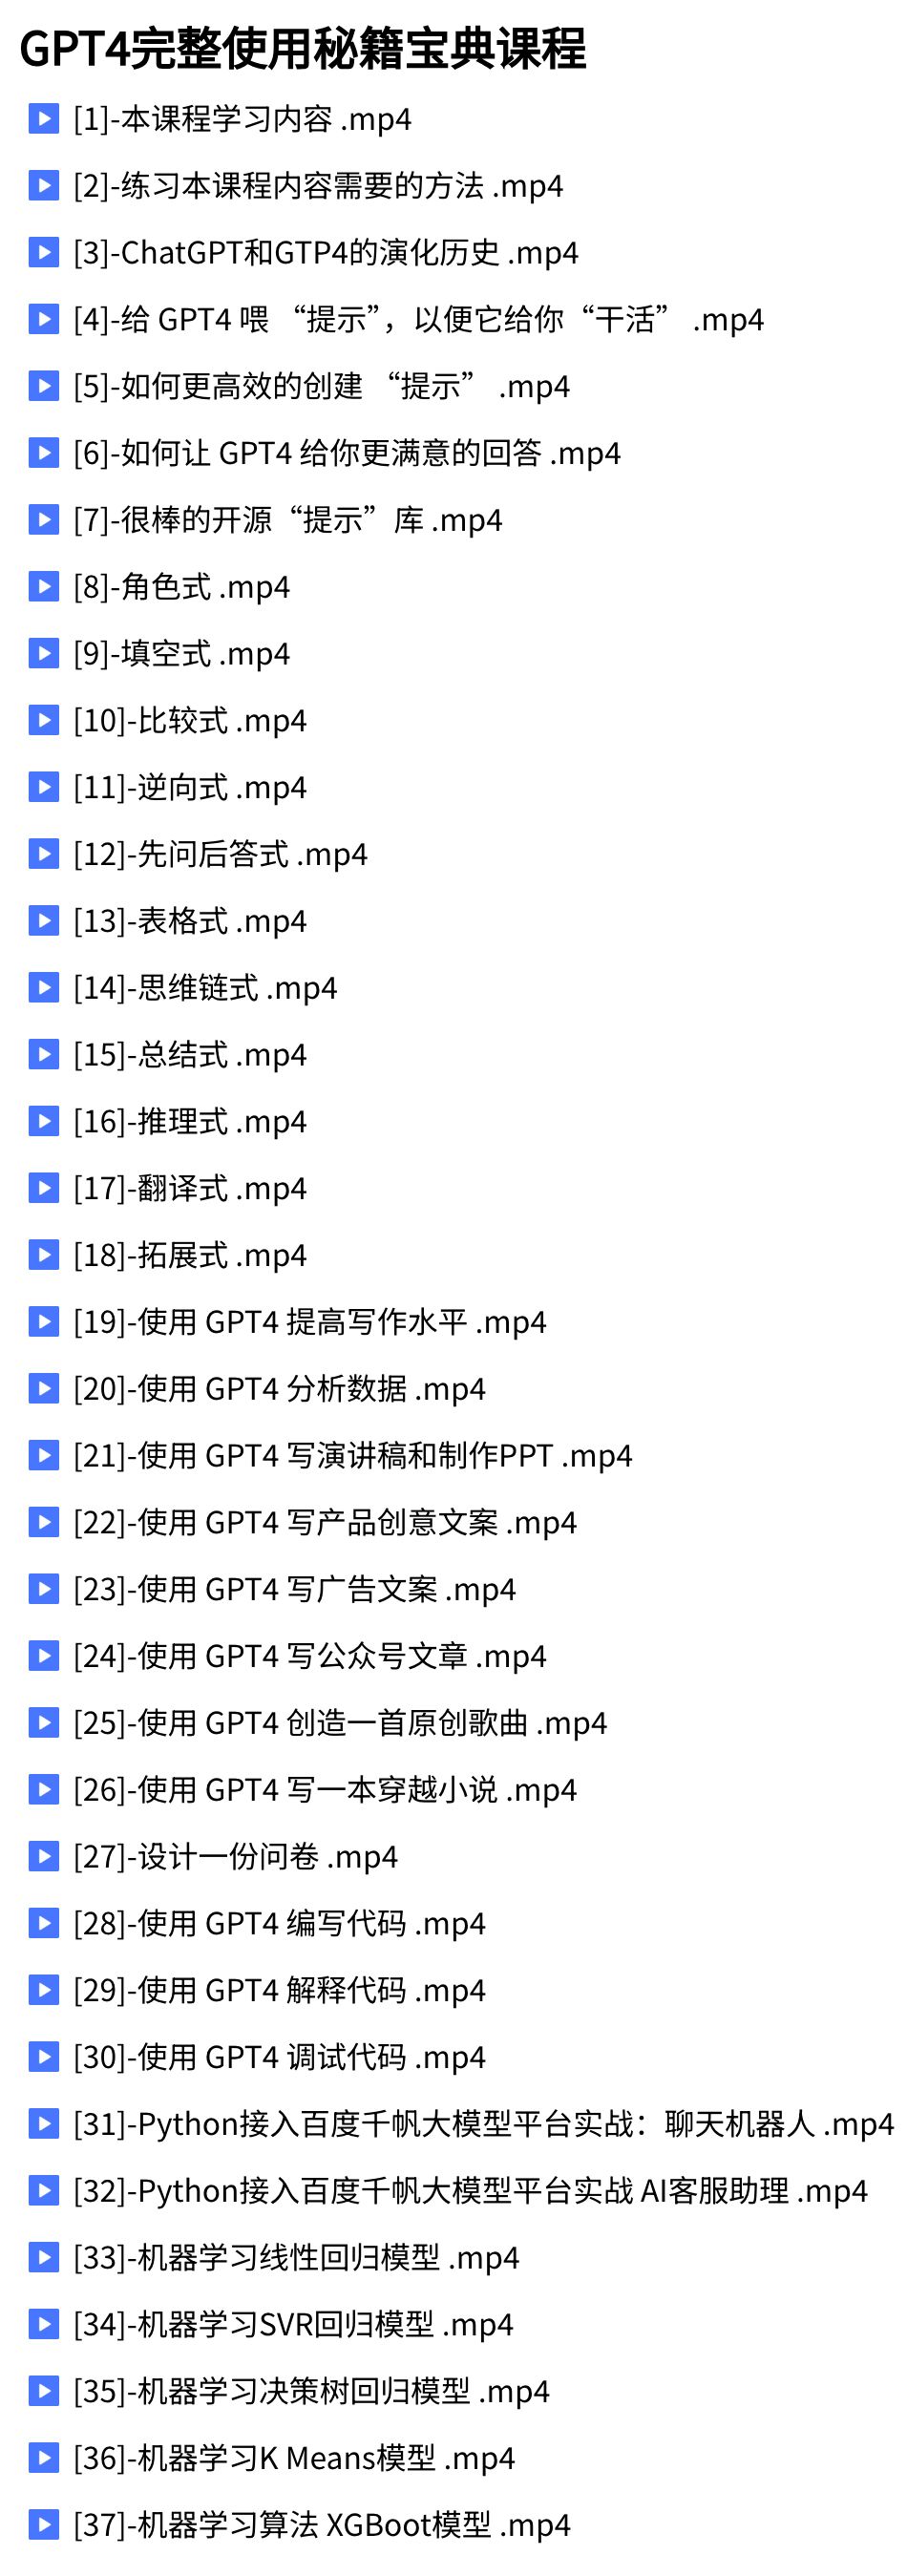 GPT4完整使用秘籍宝典课程
[1]-本课程学习内容 .mp4
[2]-练习本课程内容需要的方法 .mp4
[3]-ChatGPT和GTP4的演化历史 .mp4
[4]-给 GPT4 喂 “提示”，以便它给你“干活” .mp4
[5]-如何更高效的创建 “提示” .mp4
[6]-如何让 GPT4 给你更满意的回答 .mp4
[7]-很棒的开源“提示”库 .mp4
[8]-角色式 .mp4
[9]-填空式 .mp4
[10]-比较式 .mp4
[11]-逆向式 .mp4
[12]-先问后答式 .mp4
[13]-表格式 .mp4
[14]-思维链式 .mp4
[15]-总结式 .mp4
[16]-推理式 .mp4
[17]-翻译式 .mp4
[18]-拓展式 .mp4
[19]-使用 GPT4 提高写作水平 .mp4
[20]-使用 GPT4 分析数据 .mp4
[21]-使用 GPT4 写演讲稿和制作PPT .mp4
[22]-使用 GPT4 写产品创意文案 .mp4
[23]-使用 GPT4 写广告文案 .mp4
[24]-使用 GPT4 写公众号文章 .mp4
[25]-使用 GPT4 创造一首原创歌曲 .mp4
[26]-使用 GPT4 写一本穿越小说 .mp4
[27]-设计一份问卷 .mp4
[28]-使用 GPT4 编写代码 .mp4
[29]-使用 GPT4 解释代码 .mp4
[30]-使用 GPT4 调试代码 .mp4
[31]-Python接入百度千帆大模型平台实战：聊天机器人 .mp4
[32]-Python接入百度千帆大模型平台实战 AI客服助理 .mp4
[33]-机器学习线性回归模型 .mp4
[34]-机器学习SVR回归模型 .mp4
[35]-机器学习决策树回归模型 .mp4
[36]-机器学习K Means模型 .mp4
[37]-机器学习算法 XGBoot模型 .mp4